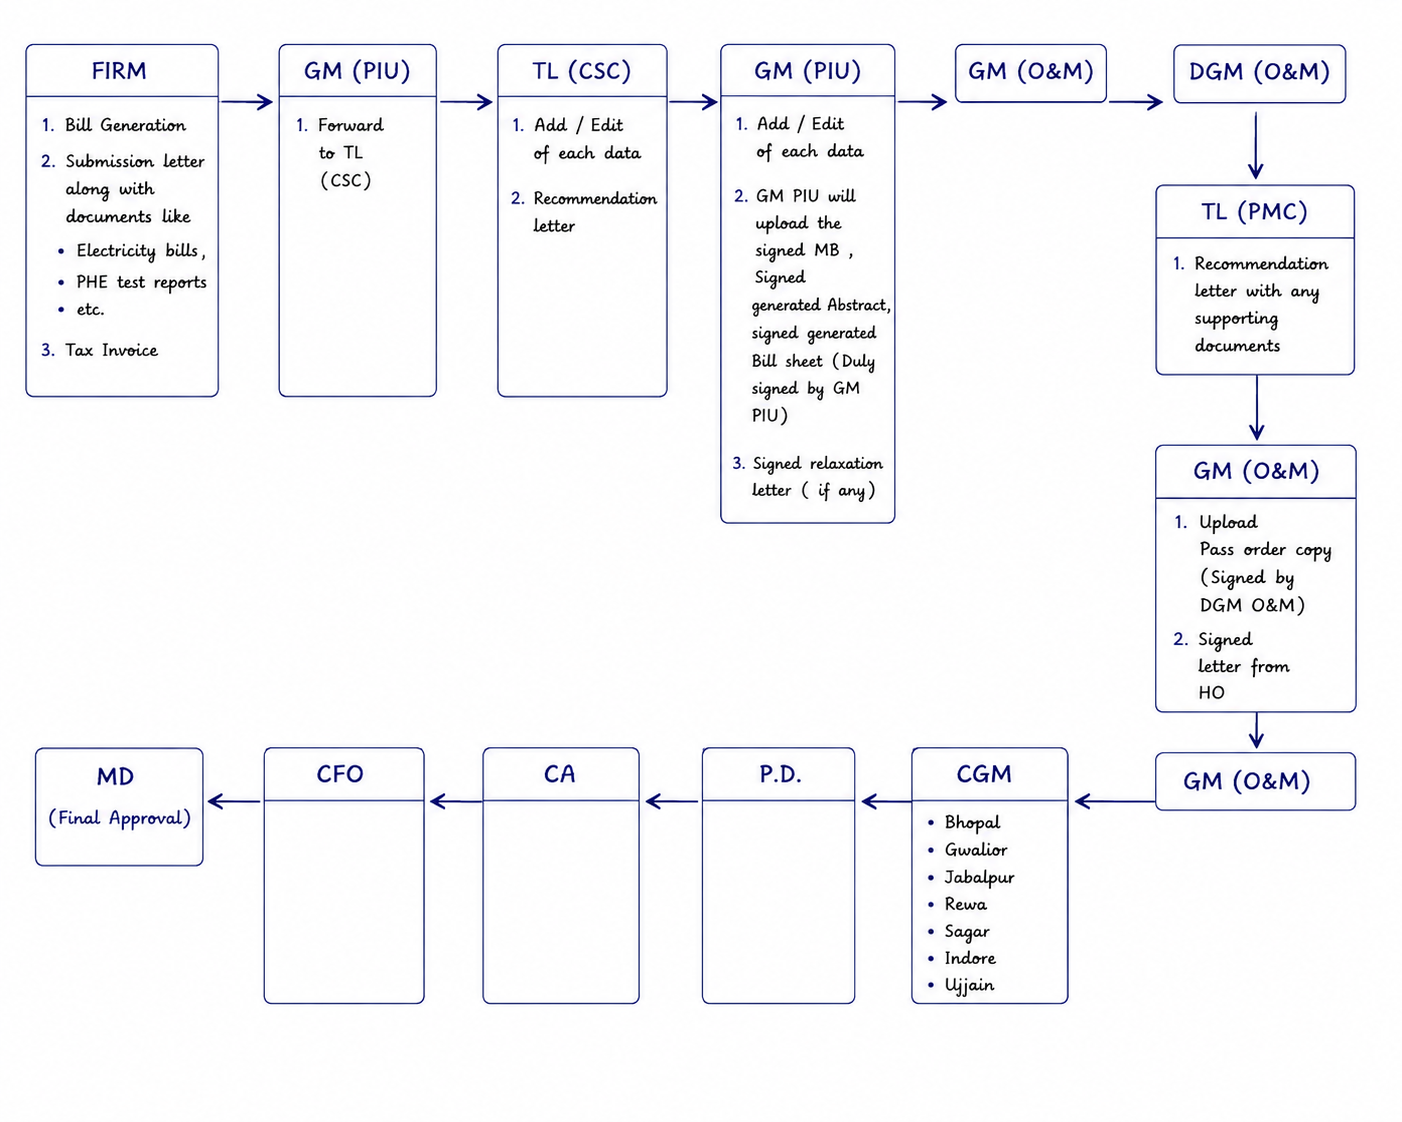 FIRM
1. Bill Generation
2. Submission letter
along with
documents like
• Electricity bills,
• PHE test reports
• etc.
3. Tax Invoice
GM (PIU)
1. Forward
to TL
(CSC)
TL (CSC)
1. Add / Edit
of each data
2. Recommendation
letter
GM (PIU)
1. Add / Edit
of each data
2. GM PIU will
upload the
signed MB ,
Signed
generated Abstract,
signed generated
Bill sheet (Duly
signed by GM
PIU)
3. Signed relaxation
letter ( if any)
GM (O&M)
DGM (O&M)
TL (PMC)
1. Recommendation
letter with any
supporting
documents
GM (O&M)
1. Upload
Pass order copy
(Signed by
DGM O&M)
2. Signed
letter from
HO
GM (O&M)
CGM
• Bhopal
• Gwalior
• Jabalpur
• Rewa
• Sagar
• Indore
• Ujjain
P.D.
CA
CFO
MD
(Final Approval)